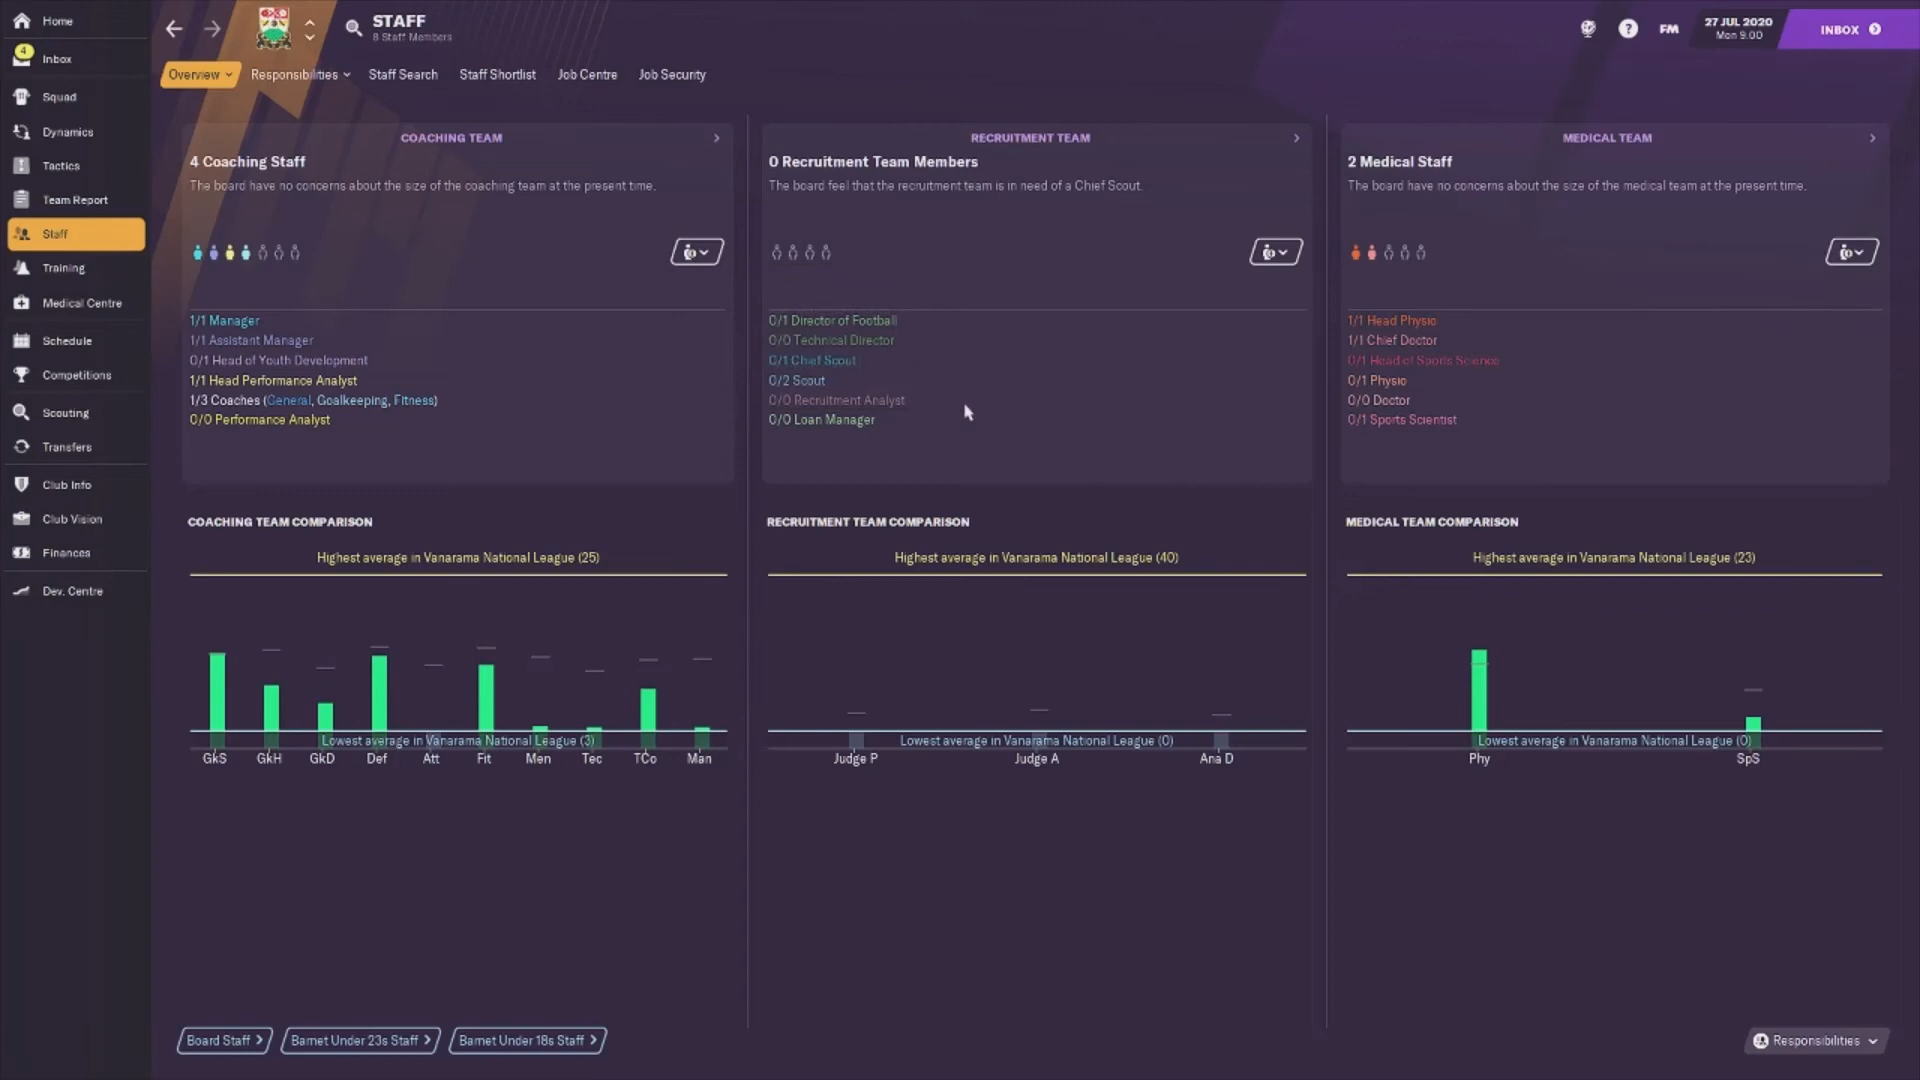 Home
4
Inbox
Squad
Dynamics
Tactics
Team Report
Staff
Training
Medical Centre
Schedule
Competitions
Scouting
Transfers
Club Info
Club Vision
Finances
Dev. Centre
STAFF
8 Staff Members
?
FM
27 JUL 2020
Mon 9:00
INBOX
Overview
Responsibilities
Staff Search
Staff Shortlist
Job Centre
Job Security
COACHING TEAM
4 Coaching Staff
The board have no concerns about the size of the coaching team at the present time.
1/1 Manager
1/1 Assistant Manager
0/1 Head of Youth Development
1/1 Head Performance Analyst
1/3 Coaches (General, Goalkeeping, Fitness)
0/0 Performance Analyst
RECRUITMENT TEAM
0 Recruitment Team Members
The board feel that the recruitment team is in need of a Chief Scout.
0/1 Director of Football
0/0 Technical Director
0/1 Chief Scout
0/2 Scout
0/0 Recruitment Analyst
0/0 Loan Manager
MEDICAL TEAM
2 Medical Staff
The board have no concerns about the size of the medical team at the present time.
1/1 Head Physio
1/1 Chief Doctor
0/1 Head of Sports Science
0/1 Physio
0/0 Doctor
0/1 Sports Scientist
COACHING TEAM COMPARISON
Highest average in Vanarama National League (25)
Lowest average in Vanarama National League (3)
GkS GkH GkD Def Att Fit Men Tec TCo Man
RECRUITMENT TEAM COMPARISON
Highest average in Vanarama National League (40)
Lowest average in Vanarama National League (0)
Judge P Judge A Ana D
MEDICAL TEAM COMPARISON
Highest average in Vanarama National League (23)
Lowest average in Vanarama National League (0)
Phy SpS
Board Staff
Barnet Under 23s Staff
Barnet Under 18s Staff
Responsibilities